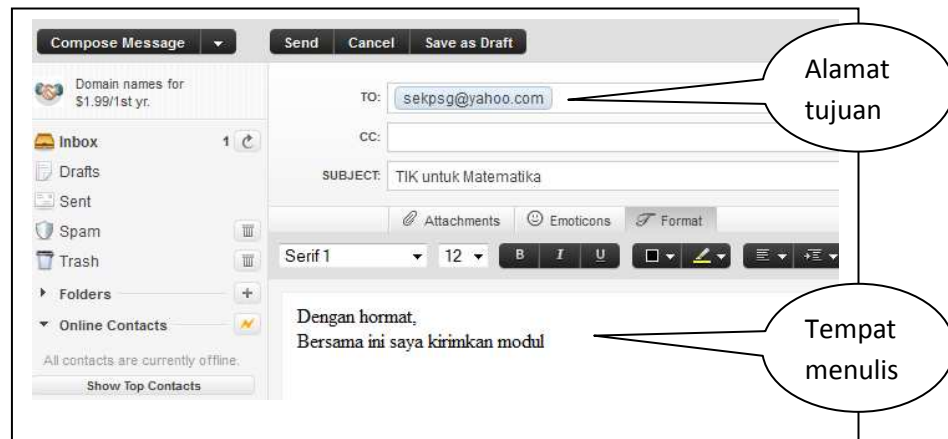 Compose Message
Send Cancel Save as Draft
Domain names for
$1.99/1st yr.
Inbox 1
Drafts
Sent
Spam
Trash
Folders
Online Contacts
All contacts are currently offline.
Show Top Contacts
TO: sekpsg@yahoo.com
CC:
SUBJECT: TIK untuk Matematika
Attachments Emoticons Format
Serif 1 12 B I U
Dengan hormat,
Bersama ini saya kirimkan modul
Alamat
tujuan
Tempat
menulis